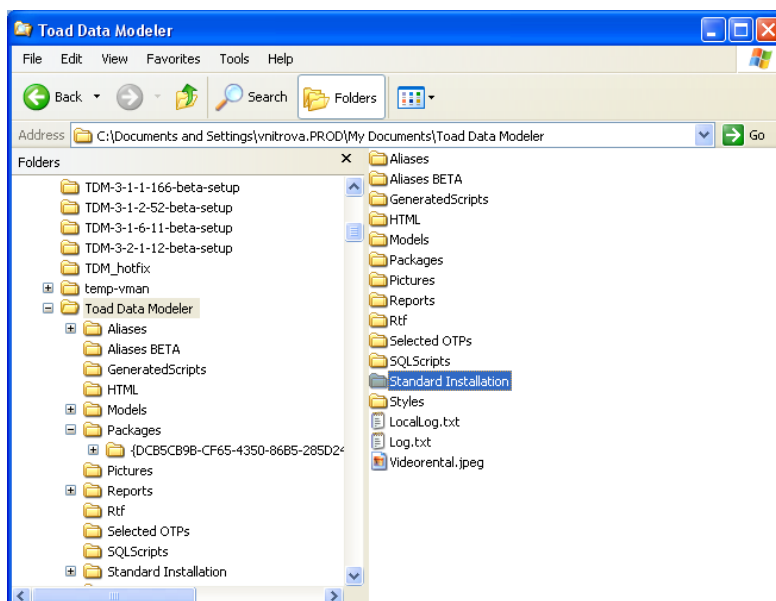 Toad Data Modeler
File Edit View Favorites Tools Help
Back Search Folders
Address C:\Documents and Settings\vnitrova.PROD\My Documents\Toad Data Modeler Go
Folders
TDM-3-1-1-166-beta-setup
TDM-3-1-2-52-beta-setup
TDM-3-1-6-11-beta-setup
TDM-3-2-1-12-beta-setup
TDM_hotfix
temp-vman
Toad Data Modeler
Aliases
Aliases BETA
GeneratedScripts
HTML
Models
Packages
{DCB5CB9B-CF65-4350-86B5-285D24
Pictures
Reports
Rtf
Selected OTPs
SQLScripts
Standard Installation
Aliases
Aliases BETA
GeneratedScripts
HTML
Models
Packages
Pictures
Reports
Rtf
Selected OTPs
SQLScripts
Standard Installation
Styles
LocalLog.txt
Log.txt
Videorental.jpeg